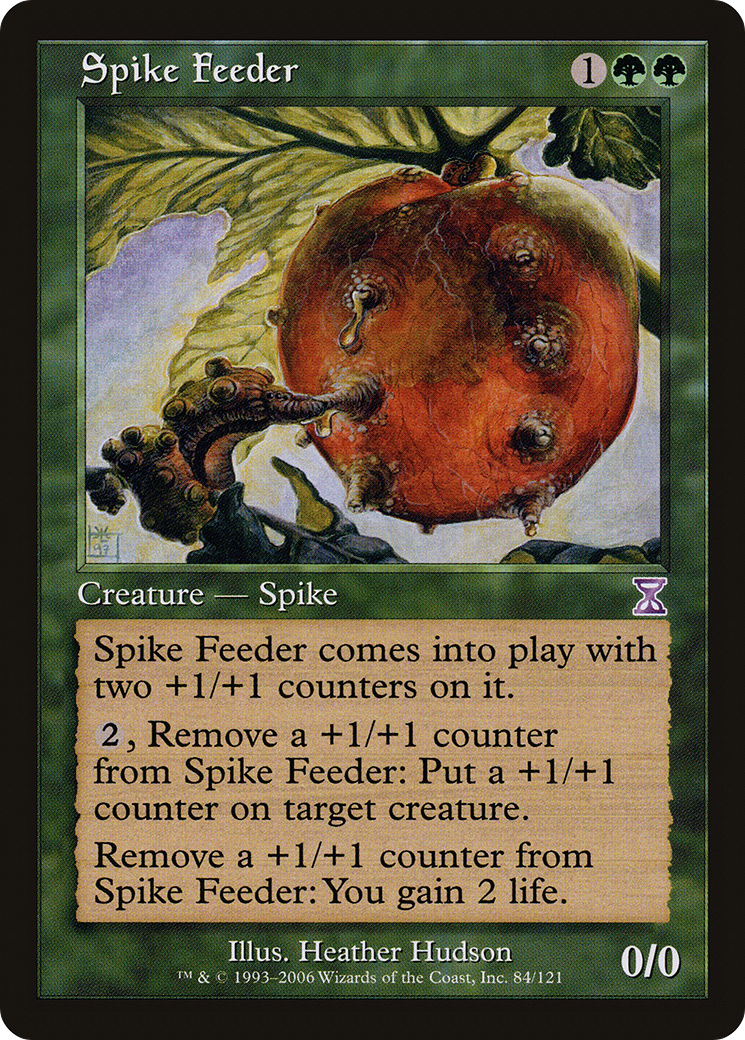 Spike Feeder 1
Creature — Spike
Spike Feeder comes into play with
two +1/+1 counters on it.
2, Remove a +1/+1 counter
from Spike Feeder: Put a +1/+1
counter on target creature.
Remove a +1/+1 counter from
Spike Feeder: You gain 2 life.
Illus. Heather Hudson
™ & © 1993–2006 Wizards of the Coast, Inc. 84/121
0/0